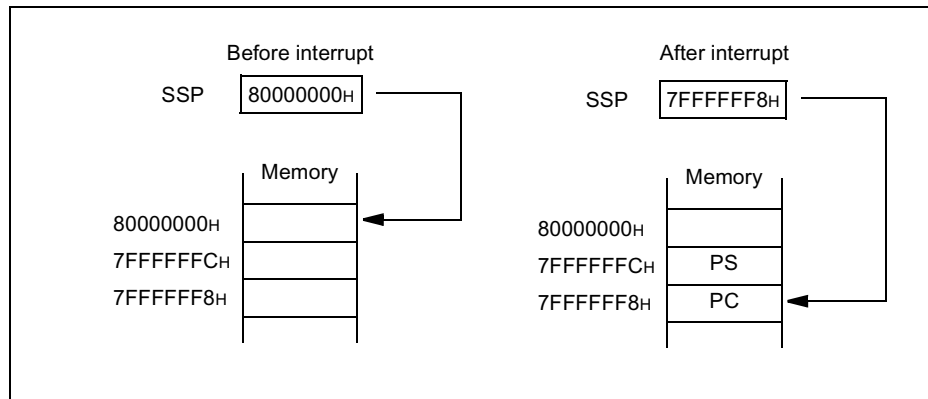 Before interrupt
SSP 80000000H
Memory
80000000H
7FFFFFFCH
7FFFFFF8H
After interrupt
SSP 7FFFFFF8H
Memory
80000000H
7FFFFFFCH PS
7FFFFFF8H PC